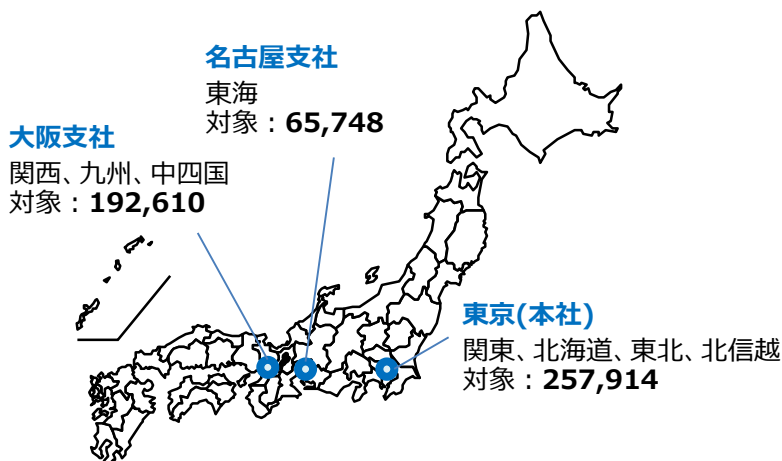 名古屋支社
東海
対象：65,748
大阪支社
関西、九州、中四国
対象：192,610
東京(本社)
関東、北海道、東北、北信越
対象：257,914